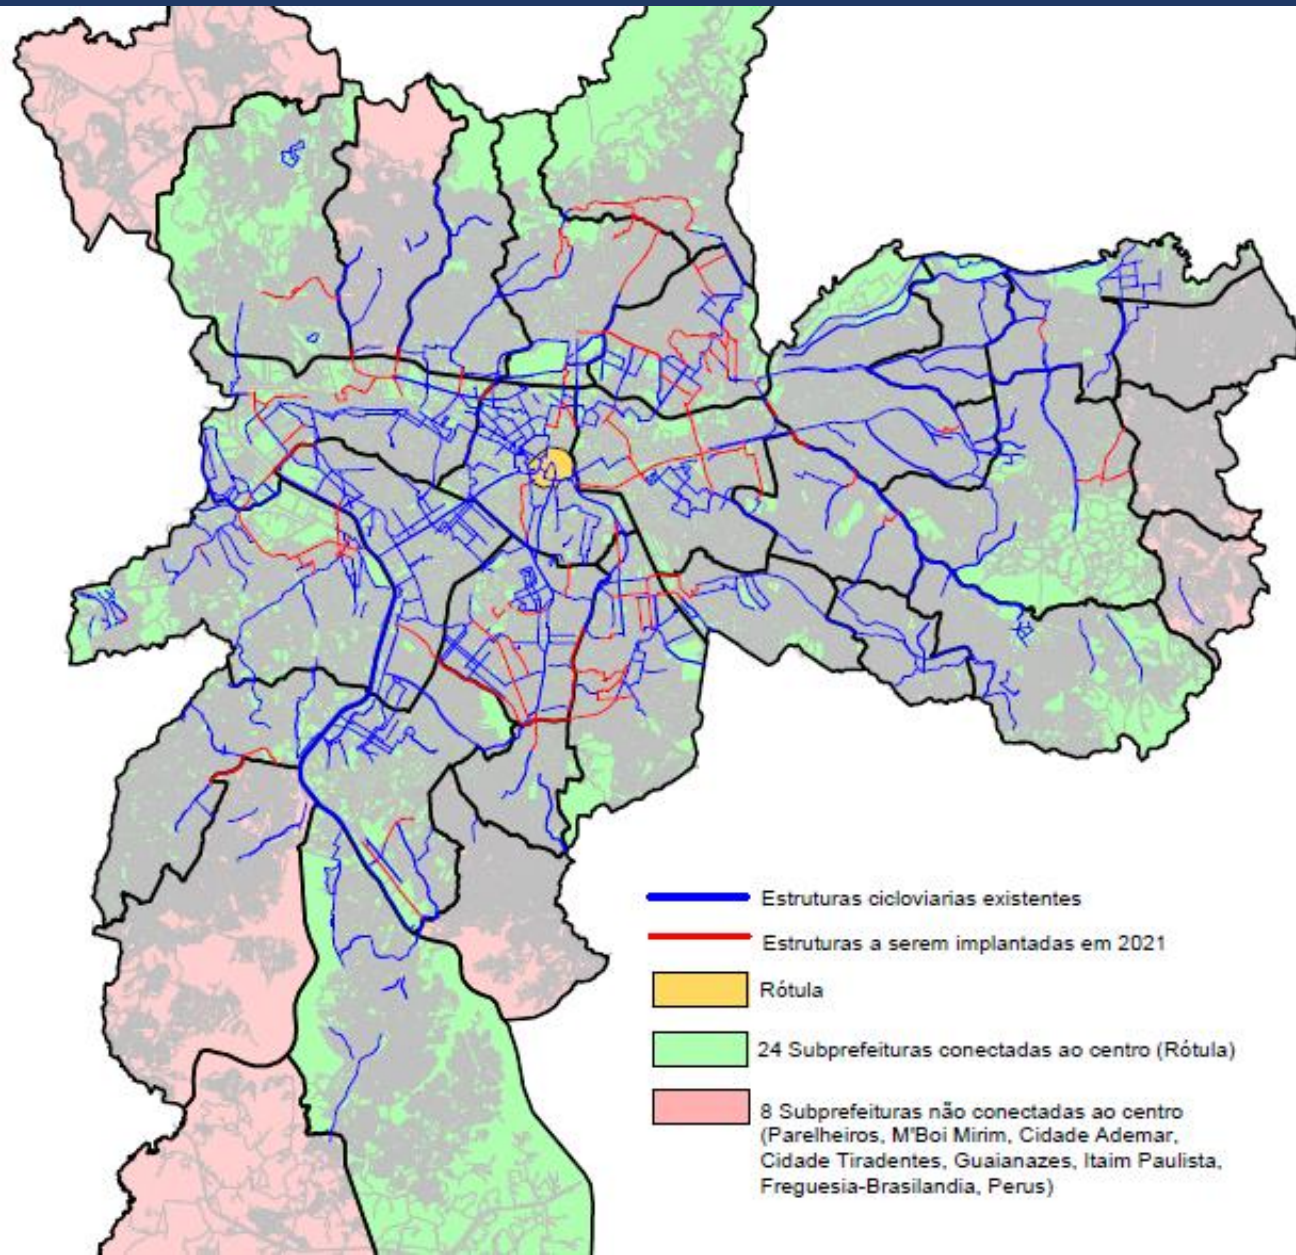 Estruturas cicloviarias existentes
Estruturas a serem implantadas em 2021
Rótula
24 Subprefeituras conectadas ao centro (Rótula)
8 Subprefeituras não conectadas ao centro
(Parelheiros, M'Boi Mirim, Cidade Ademar,
Cidade Tiradentes, Guaianazes, Itaim Paulista,
Freguesia-Brasilandia, Perus)